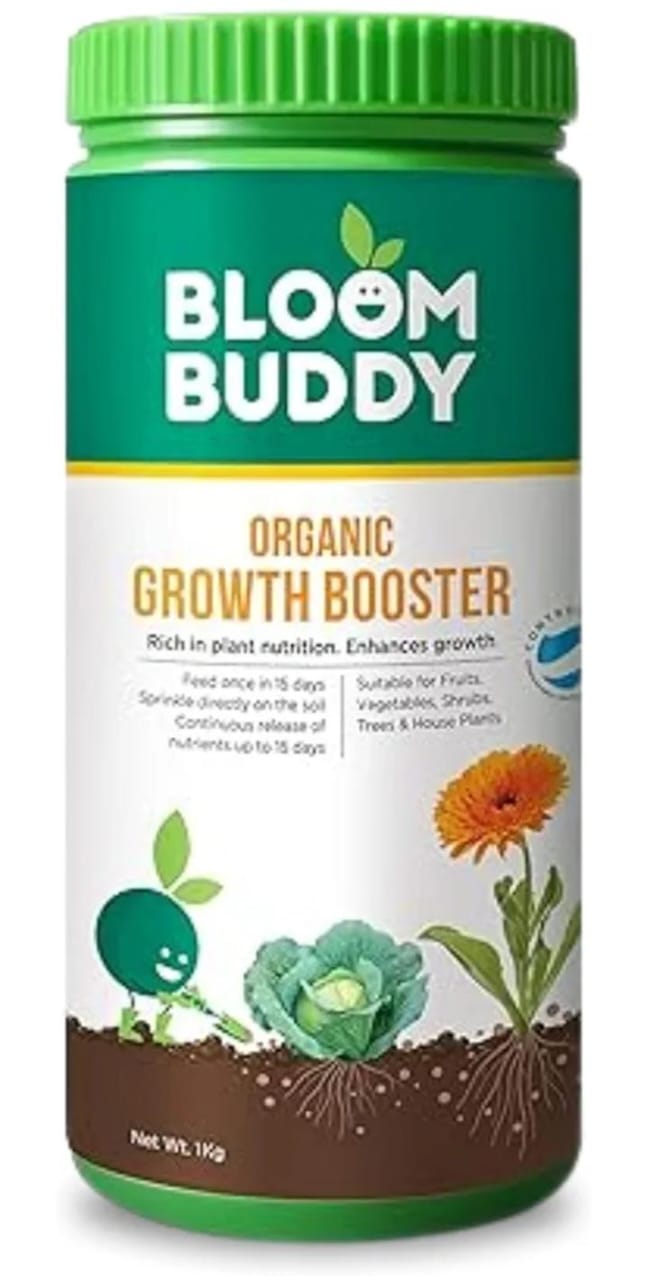 BLOOM
BUDDY
ORGANIC
GROWTH BOOSTER
Rich in plant nutrition. Enhances growth
Feed once in 15 days
Sprinkle directly on the soil
Continuous release of
nutrients up to 15 days
Suitable for Fruits,
Vegetables, Shrubs,
Trees & House Plants
Net Wt. 1Kg